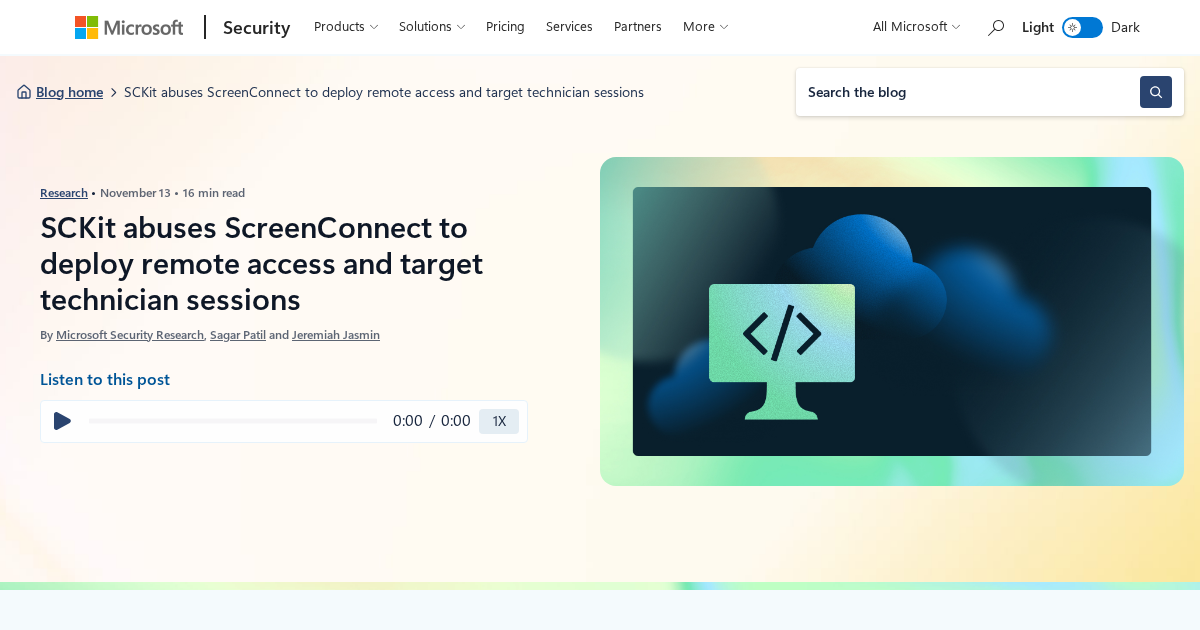 Microsoft Security Products Solutions Pricing Services Partners More All Microsoft Light Dark
Blog home > SCKit abuses ScreenConnect to deploy remote access and target technician sessions
Search the blog
Research • November 13 • 16 min read
SCKit abuses ScreenConnect to
deploy remote access and target
technician sessions
By Microsoft Security Research, Sagar Patil and Jeremiah Jasmin
Listen to this post
0:00 / 0:00 1X